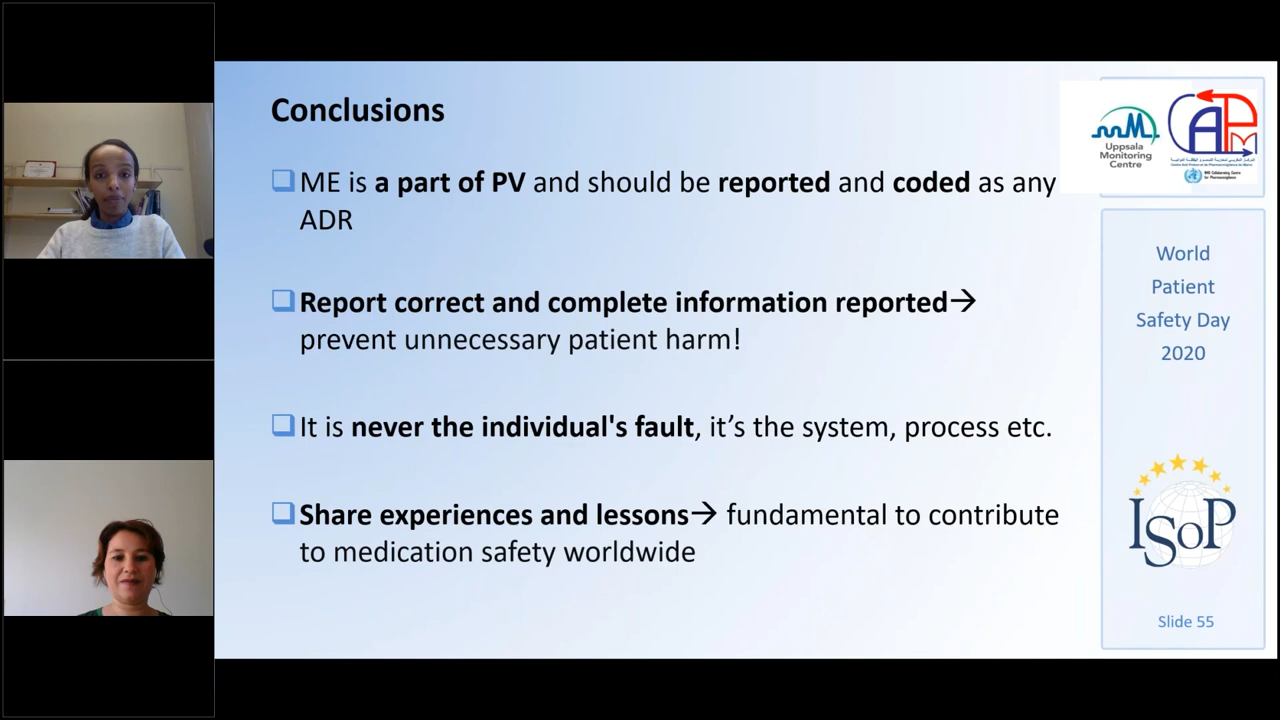 Conclusions
ME is a part of PV and should be reported and coded as any
ADR
Report correct and complete information reported→
prevent unnecessary patient harm!
It is never the individual's fault, it’s the system, process etc.
Share experiences and lessons→ fundamental to contribute
to medication safety worldwide
Uppsala
Monitoring
Centre
CAPM
World
Patient
Safety Day
2020
ISoP
Slide 55